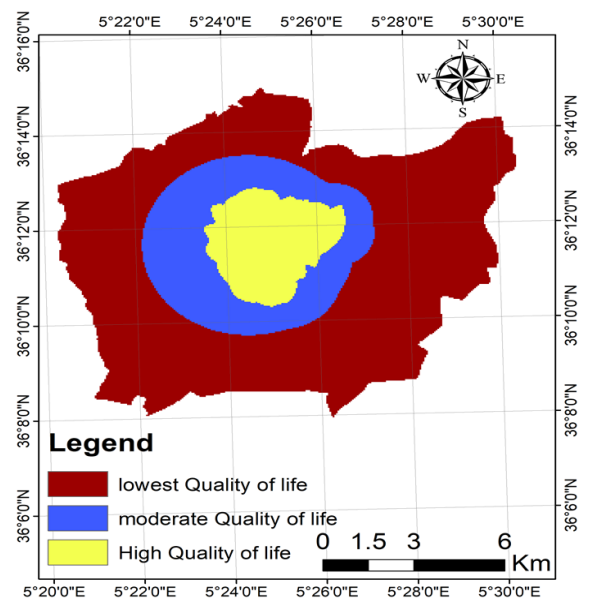 5°22'0"E 5°24'0"E 5°26'0"E 5°28'0"E 5°30'0"E
36°16'0"N
36°14'0"N
36°12'0"N
36°10'0"N
36°8'0"N
36°6'0"N
N
W E
S
36°14'0"N
36°12'0"N
36°10'0"N
36°8'0"N
36°6'0"N
Legend
lowest Quality of life
moderate Quality of life
High Quality of life
0 1.5 3 6
Km
5°20'0"E 5°22'0"E 5°24'0"E 5°26'0"E 5°28'0"E 5°30'0"E